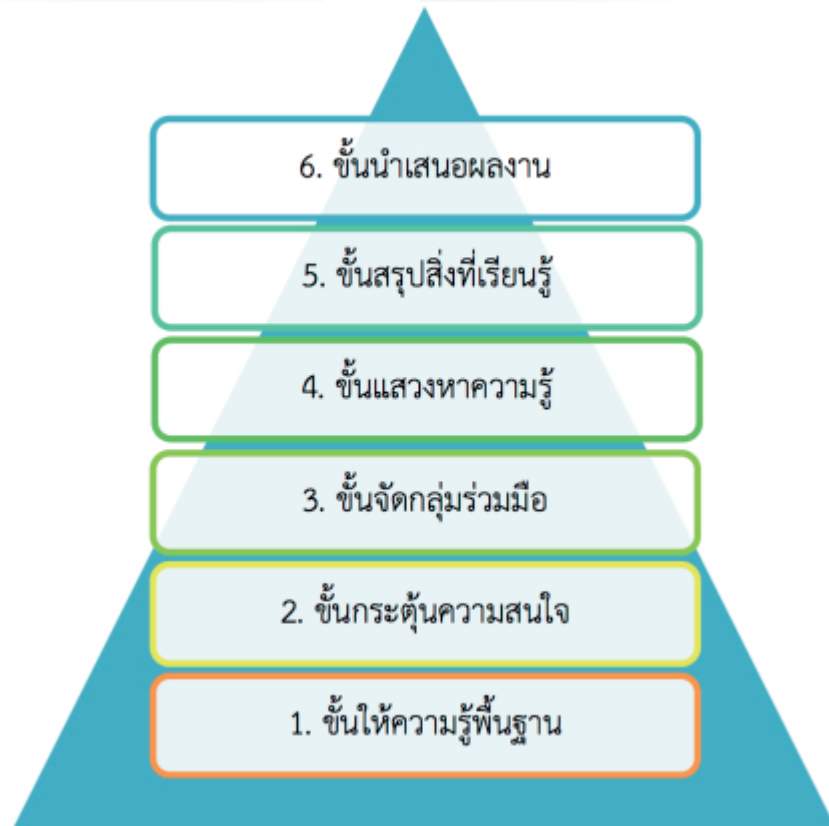 6. ขั้นนำเสนอผลงาน
5. ขั้นสรุปสิ่งที่เรียนรู้
4. ขั้นแสวงหาความรู้
3. ขั้นจัดกลุ่มร่วมมือ
2. ขั้นกระตุ้นความสนใจ
1. ขั้นให้ความรู้พื้นฐาน